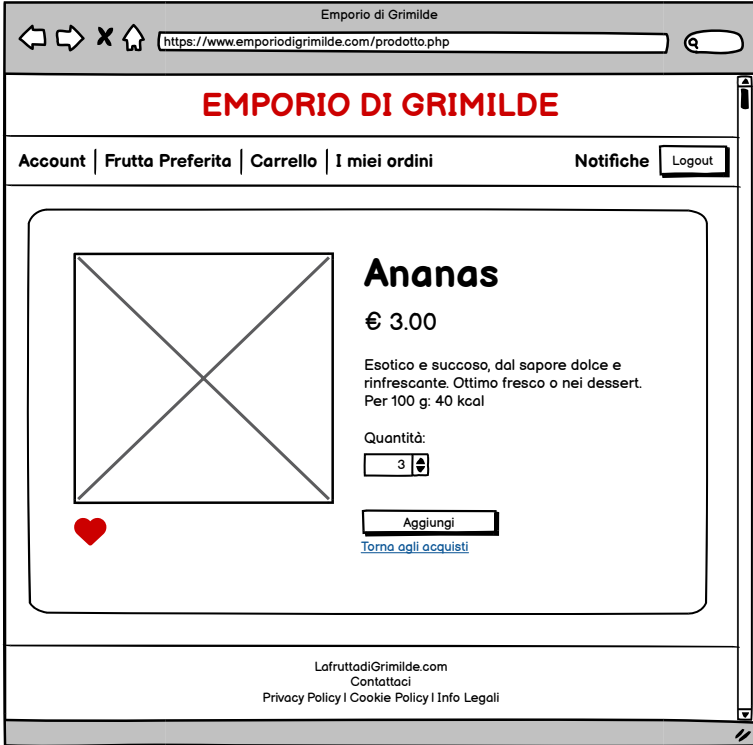 Emporio di Grimilde
https://www.emporiodigrimilde.com/prodotto.php
EMPORIO DI GRIMILDE
Account | Frutta Preferita | Carrello | I miei ordini Notifiche Logout
Ananas
€ 3.00
Esotico e succoso, dal sapore dolce e
rinfrescante. Ottimo fresco o nei dessert.
Per 100 g: 40 kcal
Quantità:
3
Aggiungi
Torna agli acquisti
LafruttadiGrimilde.com
Contattaci
Privacy Policy | Cookie Policy | Info Legali